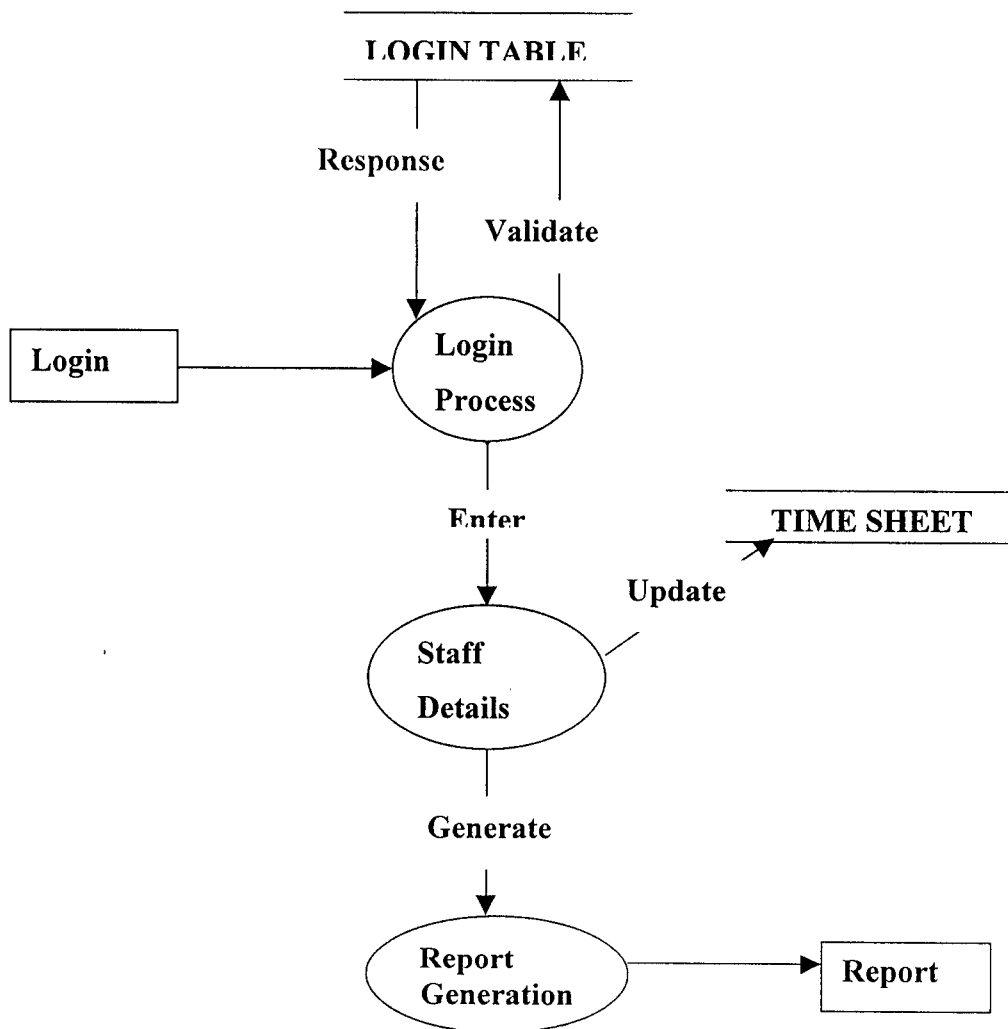 LOGIN TABLE
Response
Validate
Login
Login
Process
Enter
TIME SHEET
Update
Staff
Details
Generate
Report
Generation
Report